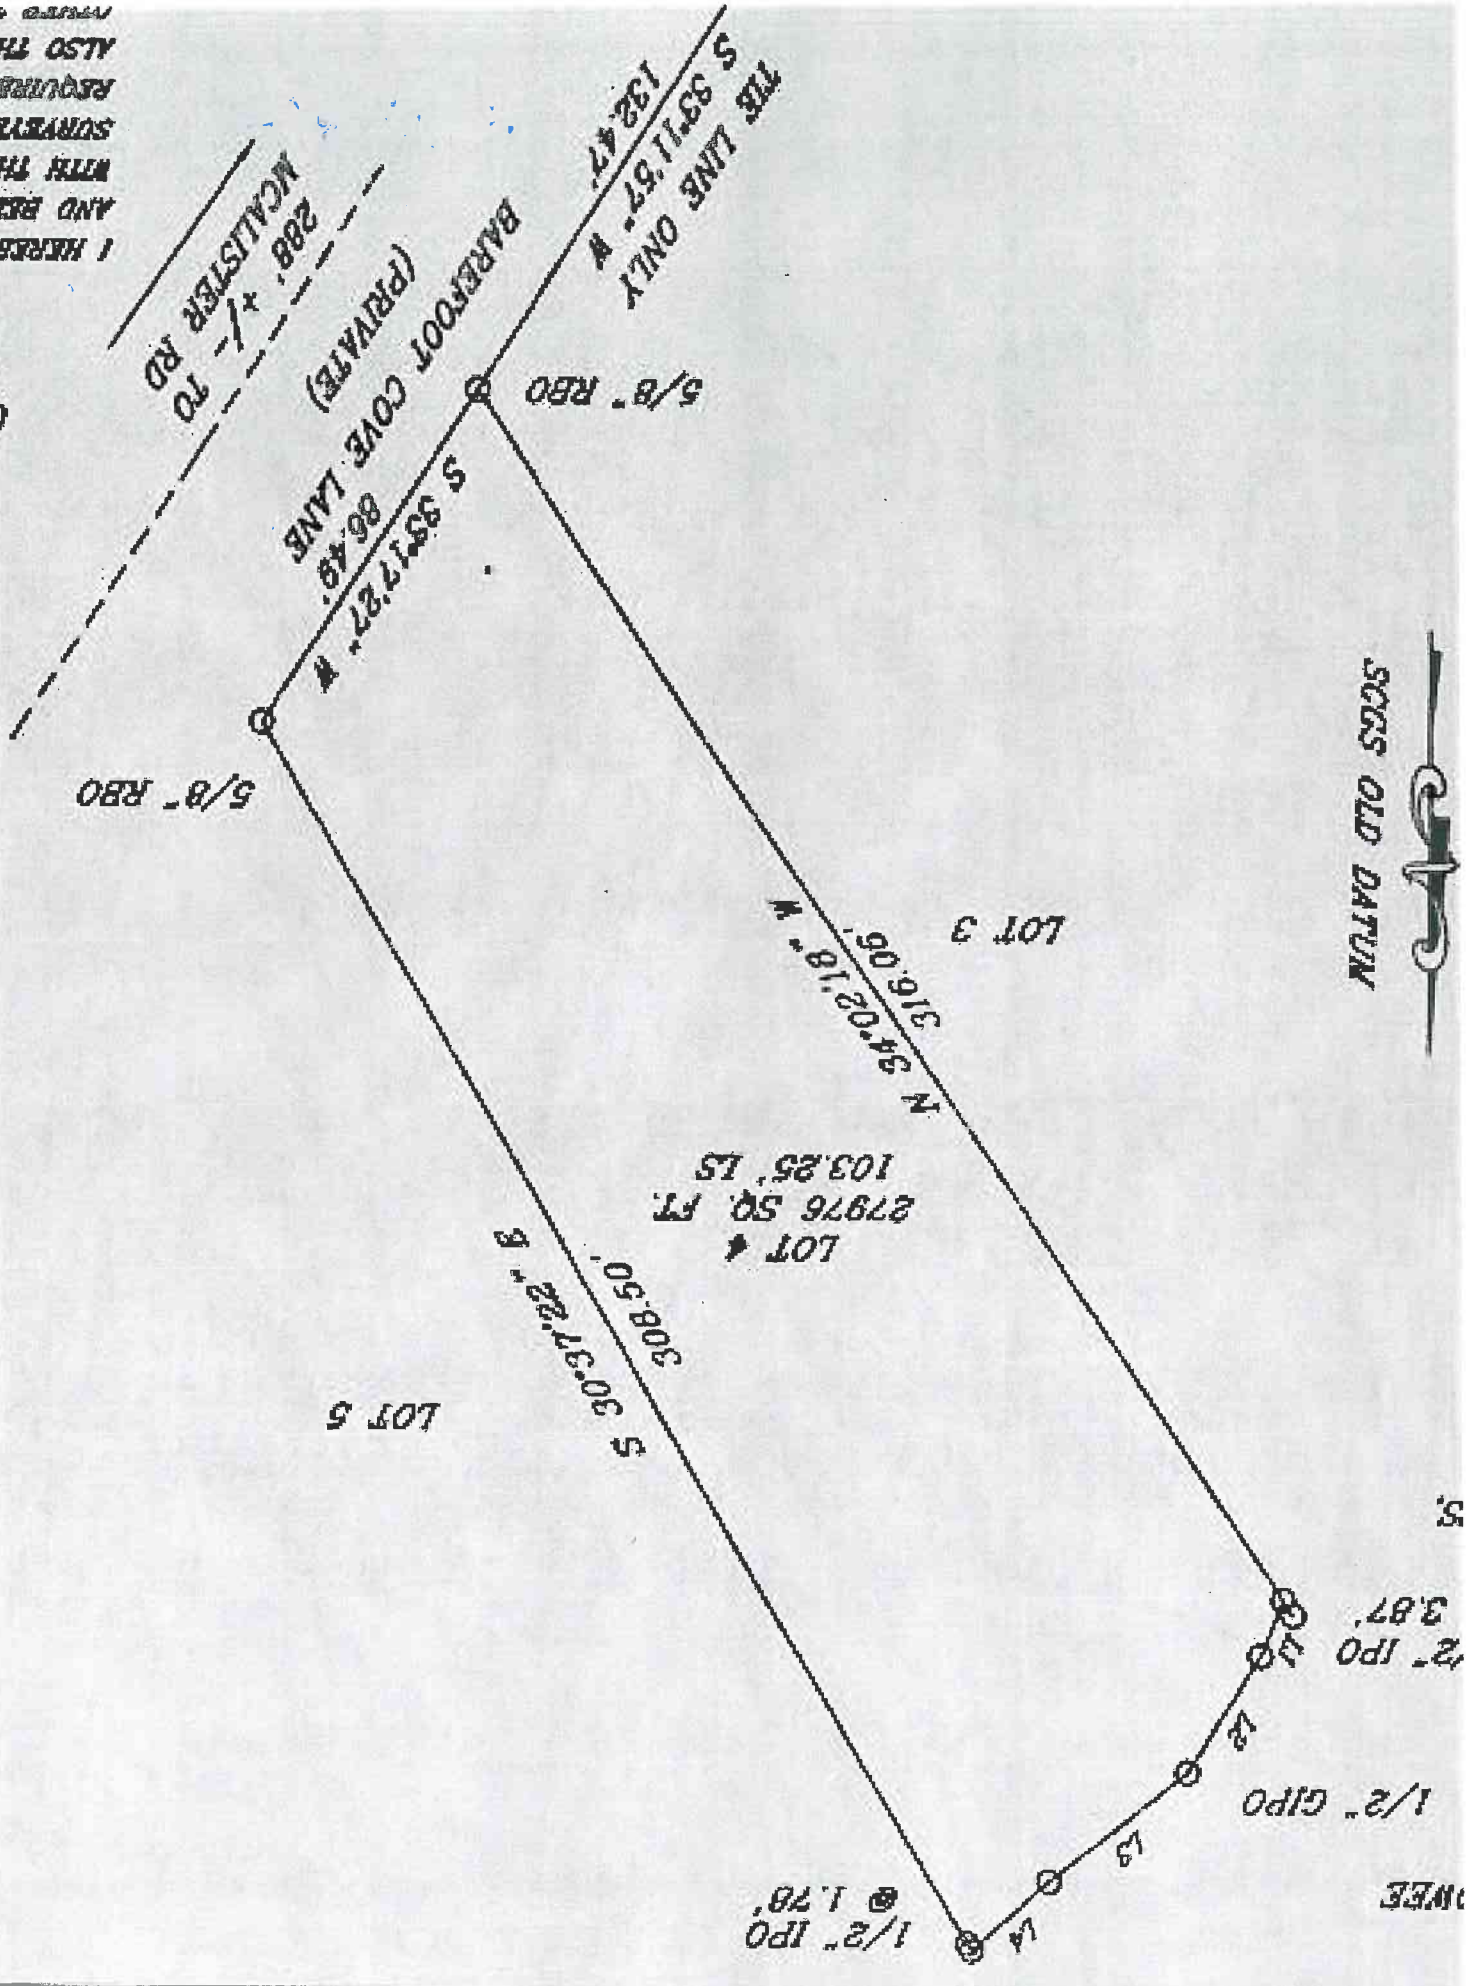 OWEE
1/2" IPO
@ 1.78'
L4
L3
1/2" GIPO
L2
L1
/2" IPO
3.87'
S.
LOT 5
S 30°37'22" E
308.50'
LOT 4
27976 SQ. FT.
103.25' LS
N 34°02'18" W
316.06'
LOT 3
SCGS OLD DATUM
5/8" RBO
S 33°17'27" W
86.49'
5/8" RBO
BAREFOOT COVE LANE
(PRIVATE)
288' +/- TO
MCALISTER RD
TIE LINE ONLY
S 33°11'57" W
132.47'
I HEREB
AND BEL
WITH TH
SURVEYE
REQUIRE
ALSO TH